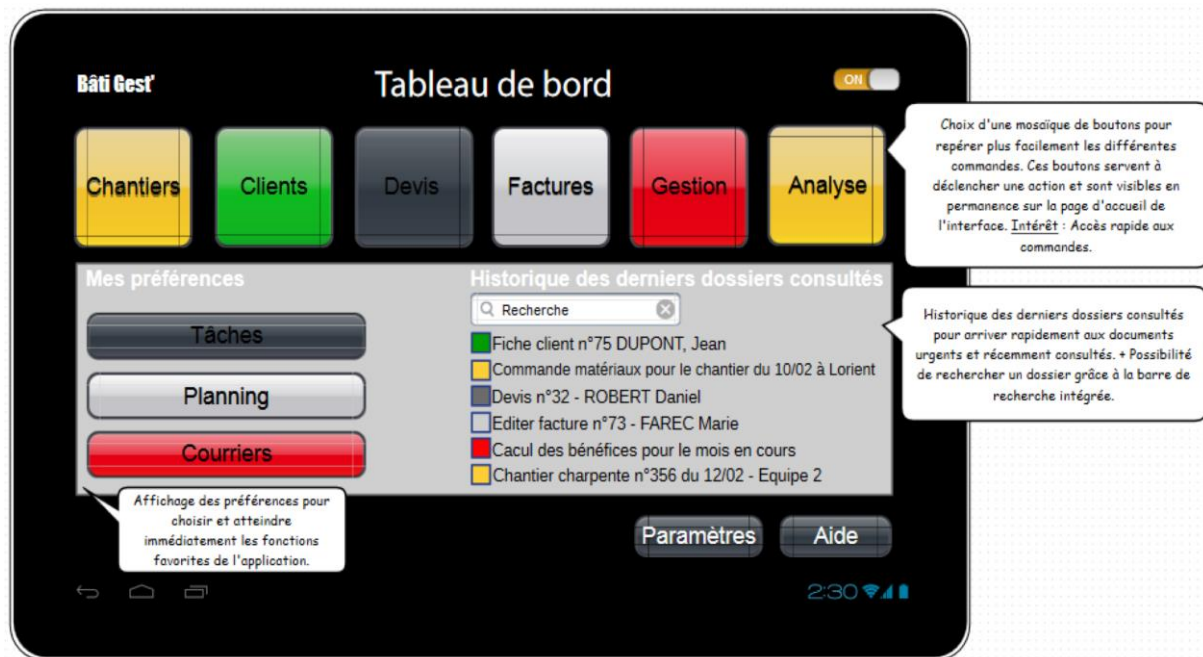 Bâti Gest'
Tableau de bord
ON
Chantiers
Clients
Devis
Factures
Gestion
Analyse
Choix d'une mosaïque de boutons pour
repérer plus facilement les différentes
commandes. Ces boutons servent à
déclencher une action et sont visibles en
permanence sur la page d'accueil de
l'interface. Intérêt : Accès rapide aux
commandes.
Mes préférences
Tâches
Planning
Courriers
Historique des derniers dossiers consultés
Recherche
Fiche client n°75 DUPONT, Jean
Commande matériaux pour le chantier du 10/02 à Lorient
Devis n°32 - ROBERT Daniel
Editer facture n°73 - FAREC Marie
Cacul des bénéfices pour le mois en cours
Chantier charpente n°356 du 12/02 - Equipe 2
Historique des derniers dossiers consultés
pour arriver rapidement aux documents
urgents et récemment consultés. + Possibilité
de rechercher un dossier grâce à la barre de
recherche intégrée.
Affichage des préférences pour
choisir et atteindre
immédiatement les fonctions
favorites de l'application.
Paramètres
Aide
2:30